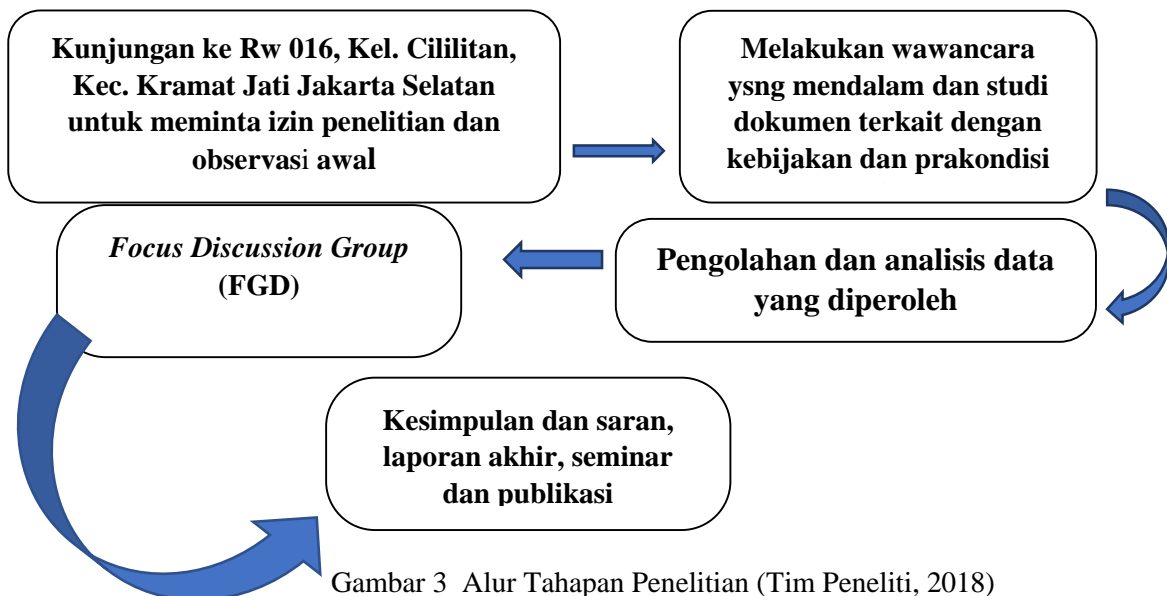 Kunjungan ke Rw 016, Kel. Cililitan,
Kec. Kramat Jati Jakarta Selatan
untuk meminta izin penelitian dan
observasi awal
Melakukan wawancara
ysng mendalam dan studi
dokumen terkait dengan
kebijakan dan prakondisi
Pengolahan dan analisis data
yang diperoleh
Focus Discussion Group
(FGD)
Kesimpulan dan saran,
laporan akhir, seminar
dan publikasi
Gambar 3 Alur Tahapan Penelitian (Tim Peneliti, 2018)